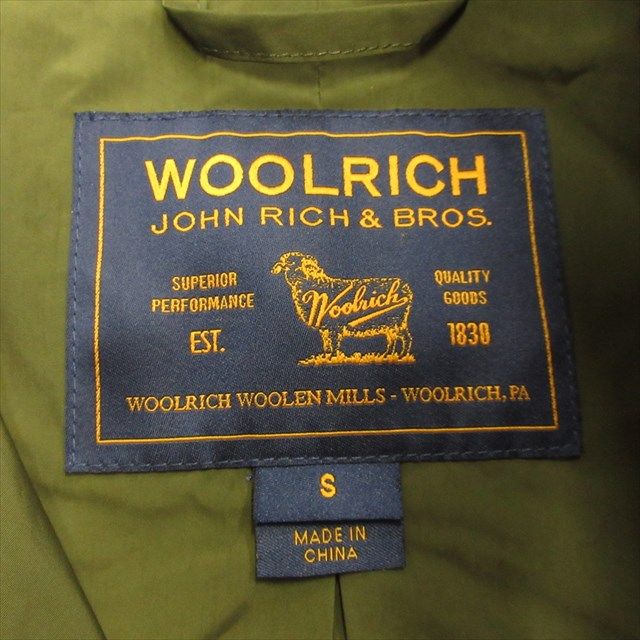 WOOLRICH
JOHN RICH & BROS.
SUPERIOR
PERFORMANCE
EST.
Woolrich
QUALITY
GOODS
1830
WOOLRICH WOOLEN MILLS - WOOLRICH, PA
S
MADE IN
CHINA